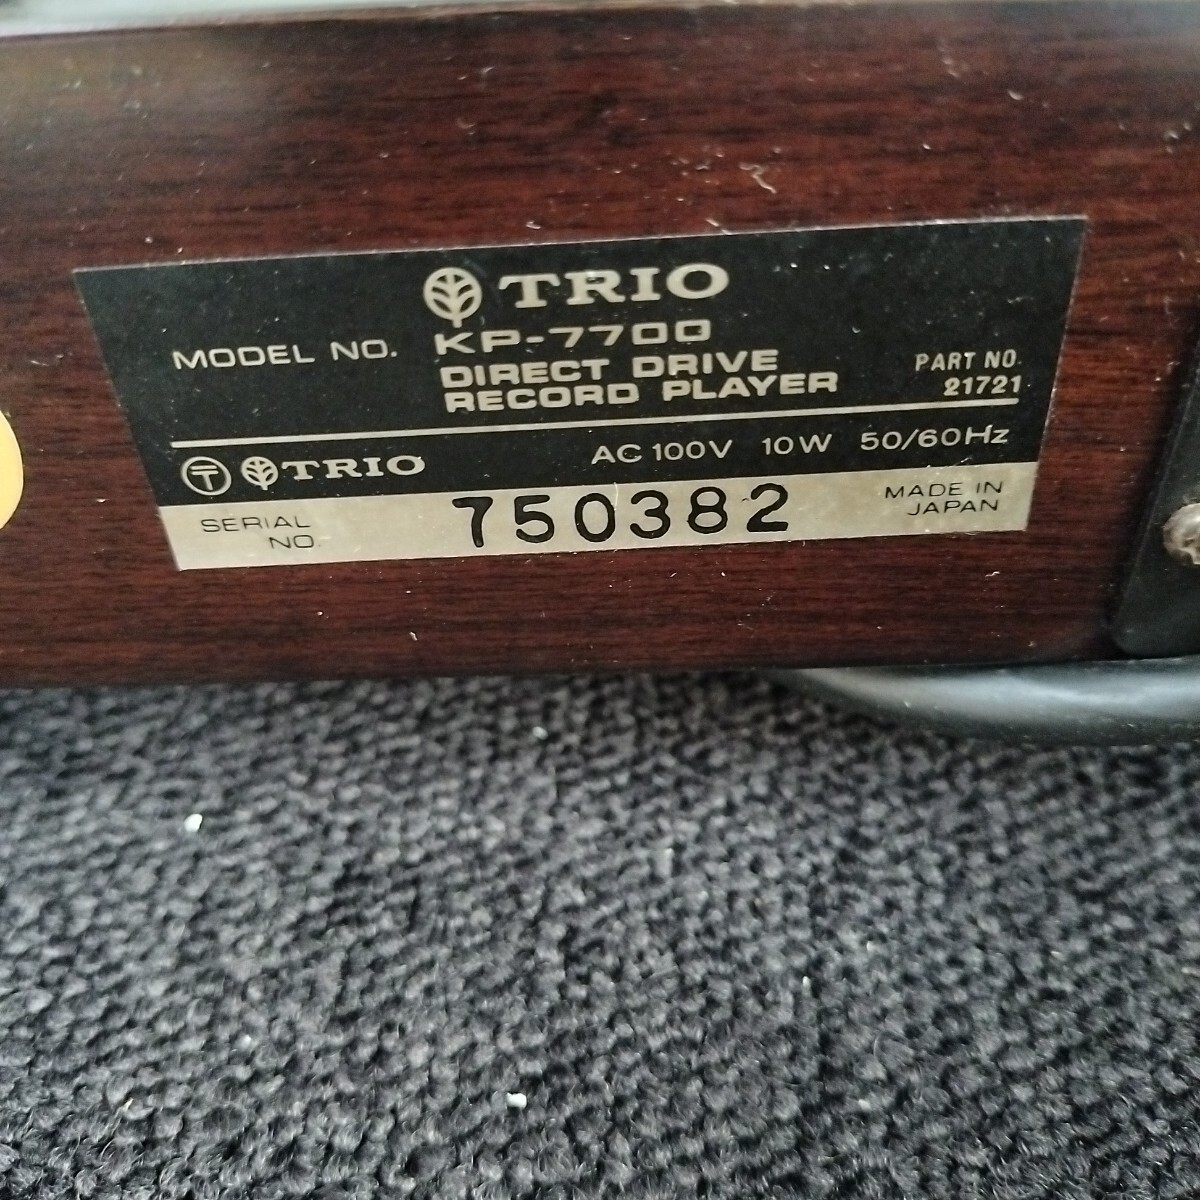 TRIO
MODEL NO. KP-7700
DIRECT DRIVE
RECORD PLAYER
PART NO.
21721
〒 TRIO AC 100V 10W 50/60Hz
SERIAL NO. 750382
MADE IN
JAPAN